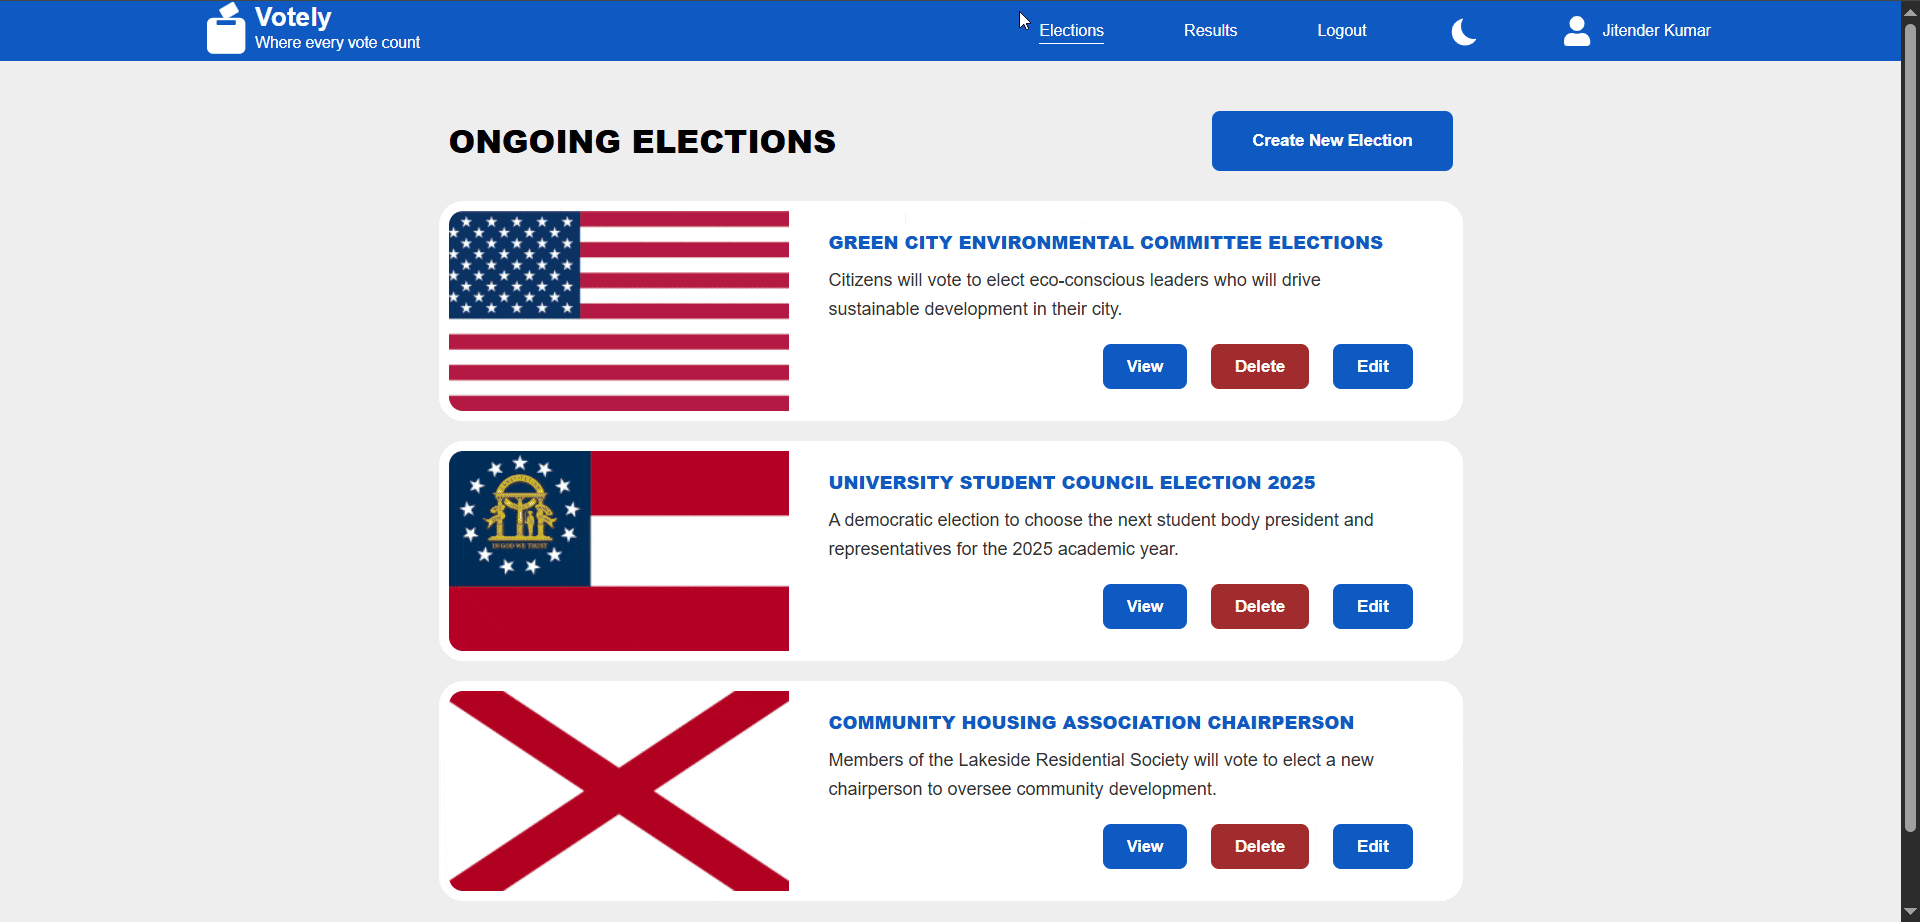 Votely
Where every vote count
Elections
Results
Logout
Jitender Kumar
ONGOING ELECTIONS
Create New Election
GREEN CITY ENVIRONMENTAL COMMITTEE ELECTIONS
Citizens will vote to elect eco-conscious leaders who will drive
sustainable development in their city.
View
Delete
Edit
IN GOD WE TRUST
UNIVERSITY STUDENT COUNCIL ELECTION 2025
A democratic election to choose the next student body president and
representatives for the 2025 academic year.
View
Delete
Edit
COMMUNITY HOUSING ASSOCIATION CHAIRPERSON
Members of the Lakeside Residential Society will vote to elect a new
chairperson to oversee community development.
View
Delete
Edit